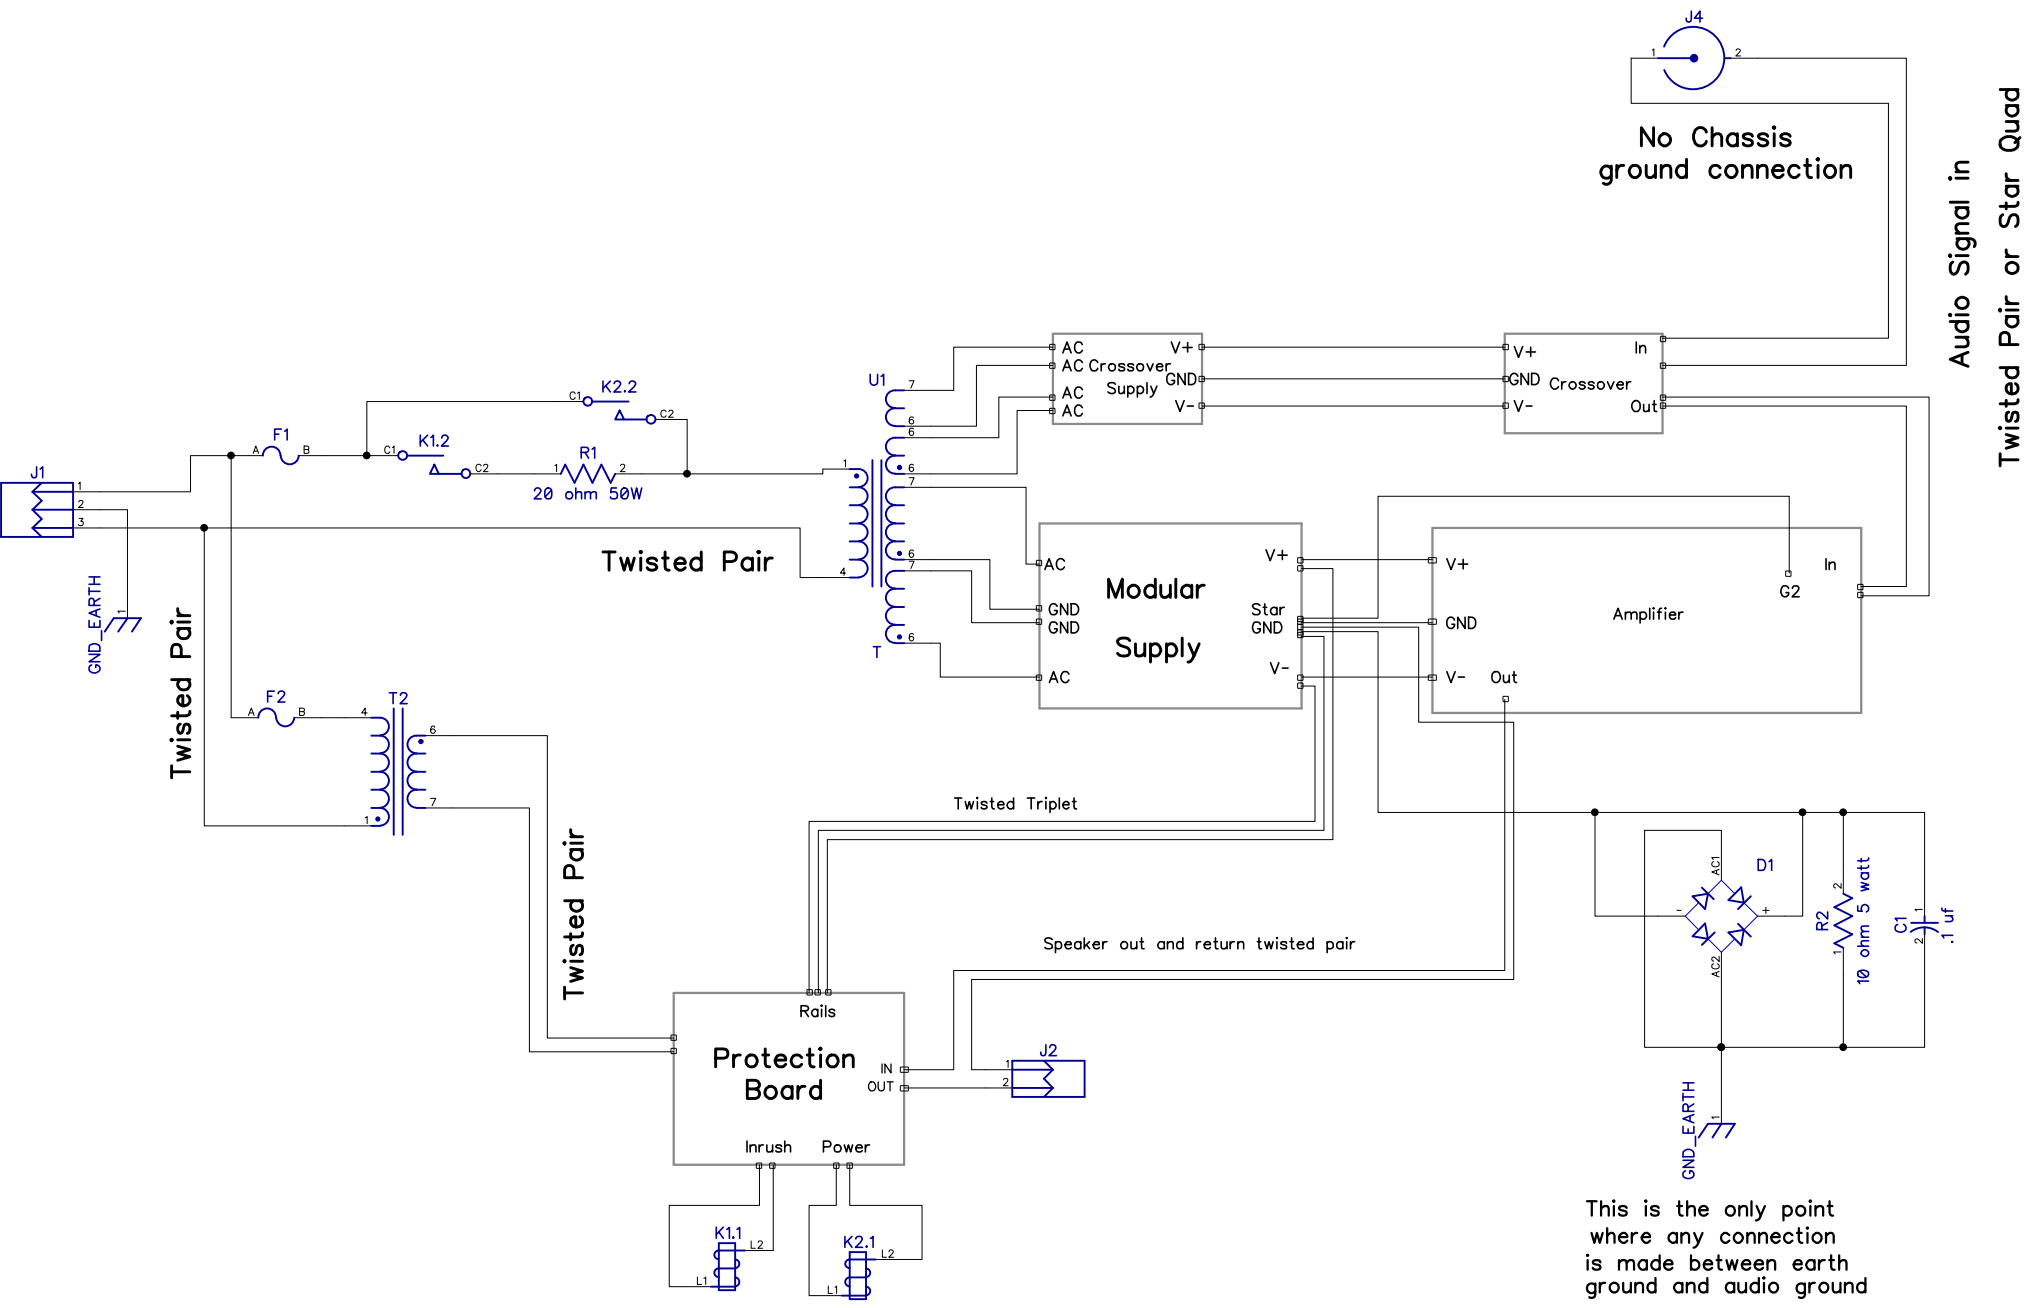 J4
1
2
No Chassis
ground connection
Audio Signal in
Twisted Pair or Star Quad
U1
7
6
6
6
7
6
7
6
1
4
T
AC
AC
AC
AC
Crossover
Supply
V+
GND
V-
V+
GND
V-
Crossover
In
Out
K2.2
C1
C2
F1
A
B
K1.2
C1
C2
R1
1
2
20 ohm 50W
J1
1
2
3
GND_EARTH
1
Twisted Pair
Twisted Pair
AC
GND
GND
AC
Modular
Supply
V+
Star
GND
V-
V+
GND
V-
Out
Amplifier
G2
In
F2
A
B
T2
4
1
6
7
Twisted Pair
Twisted Triplet
Speaker out and return twisted pair
D1
AC1
AC2
-
+
R2
2
1
10 ohm 5 watt
C1
1
2
.1 uf
Rails
Protection
Board
IN
OUT
J2
1
2
Inrush
Power
K1.1
L2
L1
K2.1
L2
L1
GND_EARTH
1
This is the only point
where any connection
is made between earth
ground and audio ground